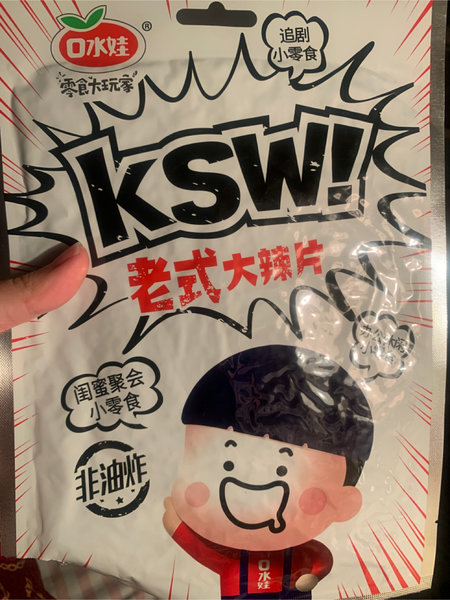 口水娃
®
零食大玩家
追剧
小零食
KSW!
老式大辣片
闺蜜聚会
小零食
非油炸
口
水
娃